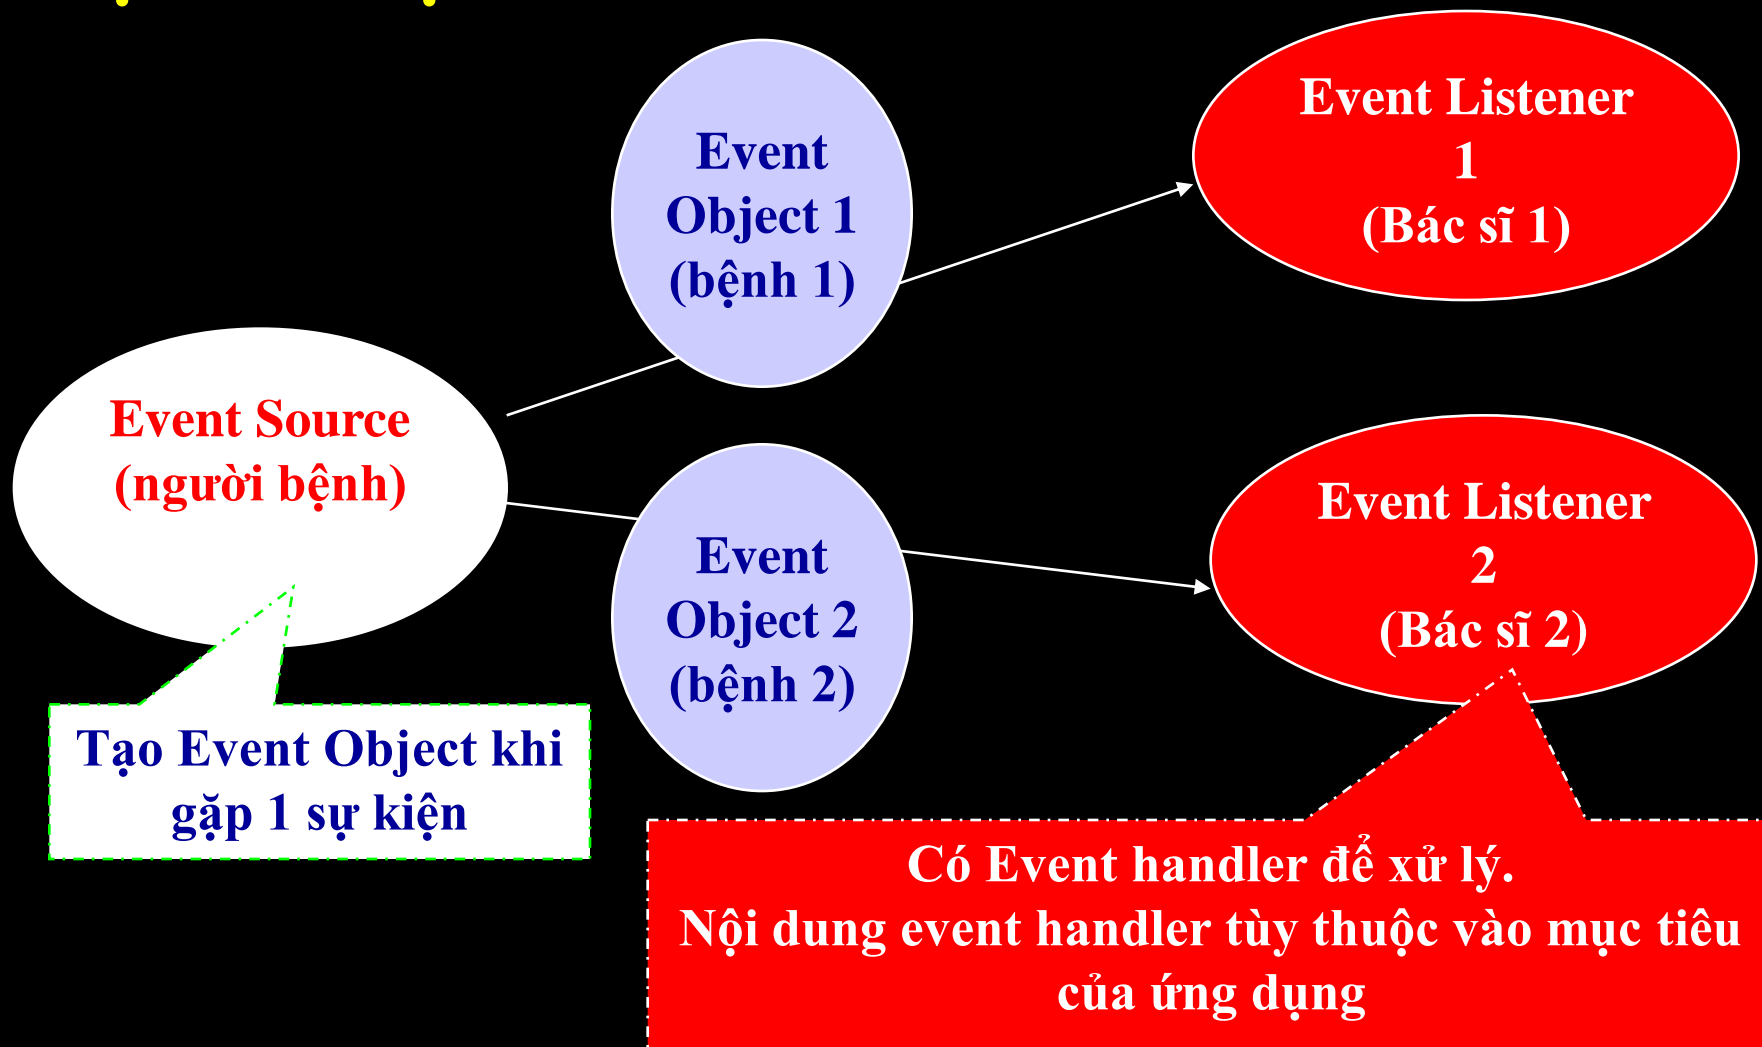 Event
Object 1
(bệnh 1)
Event Listener
1
(Bác sĩ 1)
Event Source
(người bệnh)
Event
Object 2
(bệnh 2)
Event Listener
2
(Bác sĩ 2)
Tạo Event Object khi
gặp 1 sự kiện
Có Event handler để xử lý.
Nội dung event handler tùy thuộc vào mục tiêu
của ứng dụng